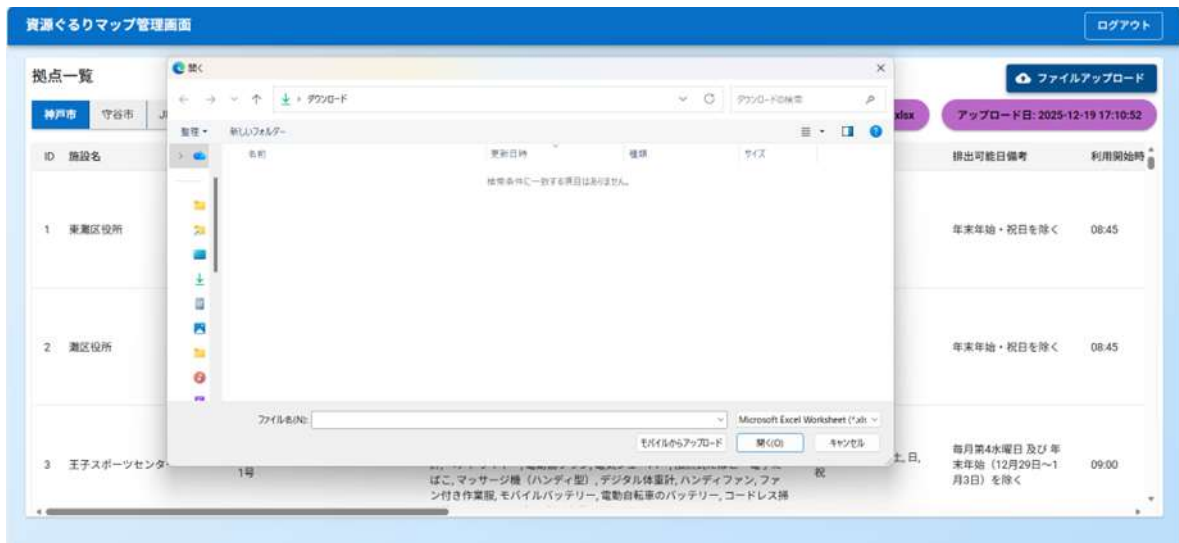 資源ぐるりマップ管理画面
ログアウト
拠点一覧
ファイルアップロード
神戸市 守谷市
xlsx
アップロード日: 2025-12-19 17:10:52
ID 施設名 排出可能日備考 利用開始時
1 東灘区役所 年末年始・祝日を除く 08:45
2 灘区役所 年末年始・祝日を除く 08:45
3 王子スポーツセンター
1号
土, 日,
祝
毎月第4水曜日 及び 年
末年始（12月29日～1
月3日）を除く
09:00
ばこ, マッサージ機（ハンディ型）, デジタル体重計, ハンディファン, ファ
ン付き作業服, モバイルバッテリー, 電動自転車のバッテリー, コードレス掃
開く
ダウンロード
ダウンロードの検索
整理 新しいフォルダー
名前 更新日時 種類 サイズ
検索条件に一致する項目はありません。
ファイル名(N):
Microsoft Excel Worksheet (*.xls
モバイルからアップロード 開く(O) キャンセル